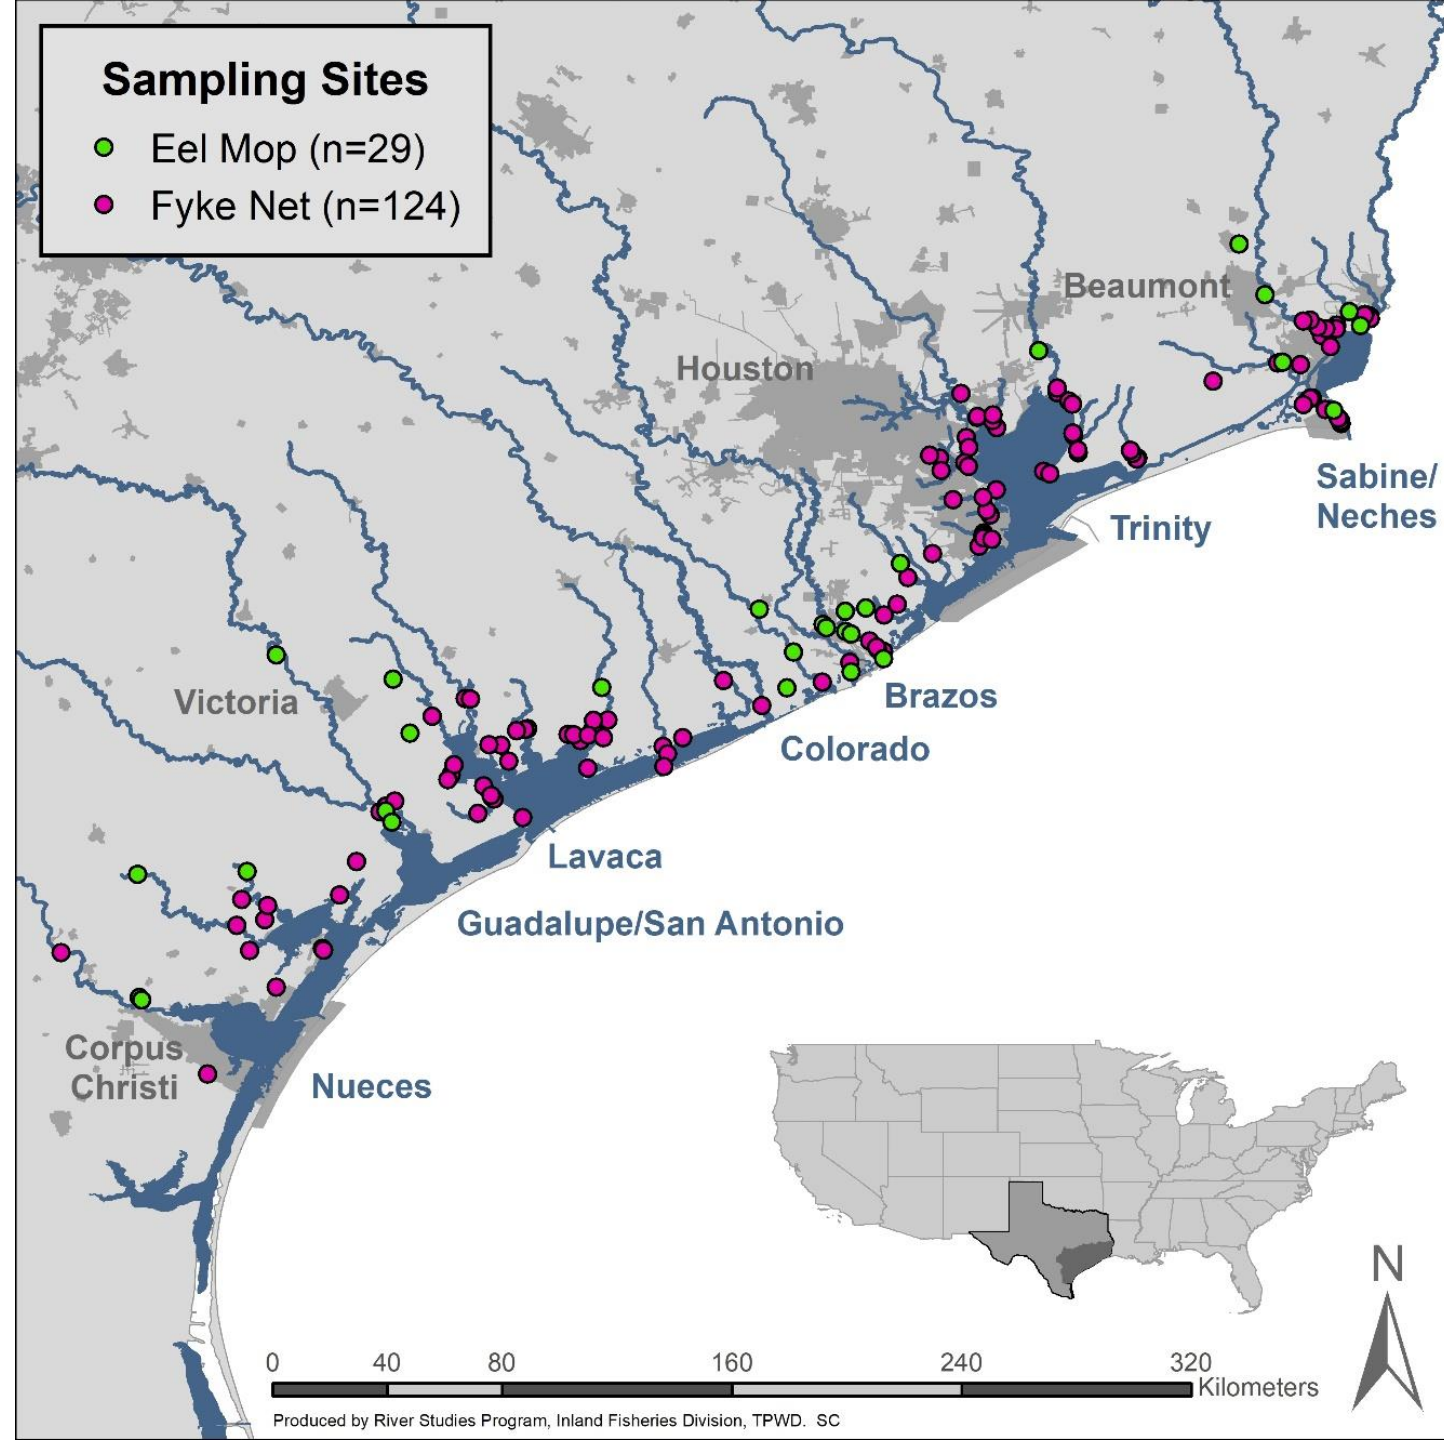 Sampling Sites
Eel Mop (n=29)
Fyke Net (n=124)
Beaumont
Houston
Sabine/
Neches
Trinity
Victoria
Brazos
Colorado
Lavaca
Guadalupe/San Antonio
Corpus
Christi
Nueces
N
0 40 80 160 240 320
Kilometers
Produced by River Studies Program, Inland Fisheries Division, TPWD. SC